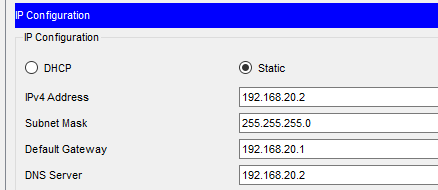 IP Configuration
IP Configuration
DHCP Static
IPv4 Address 192.168.20.2
Subnet Mask 255.255.255.0
Default Gateway 192.168.20.1
DNS Server 192.168.20.2